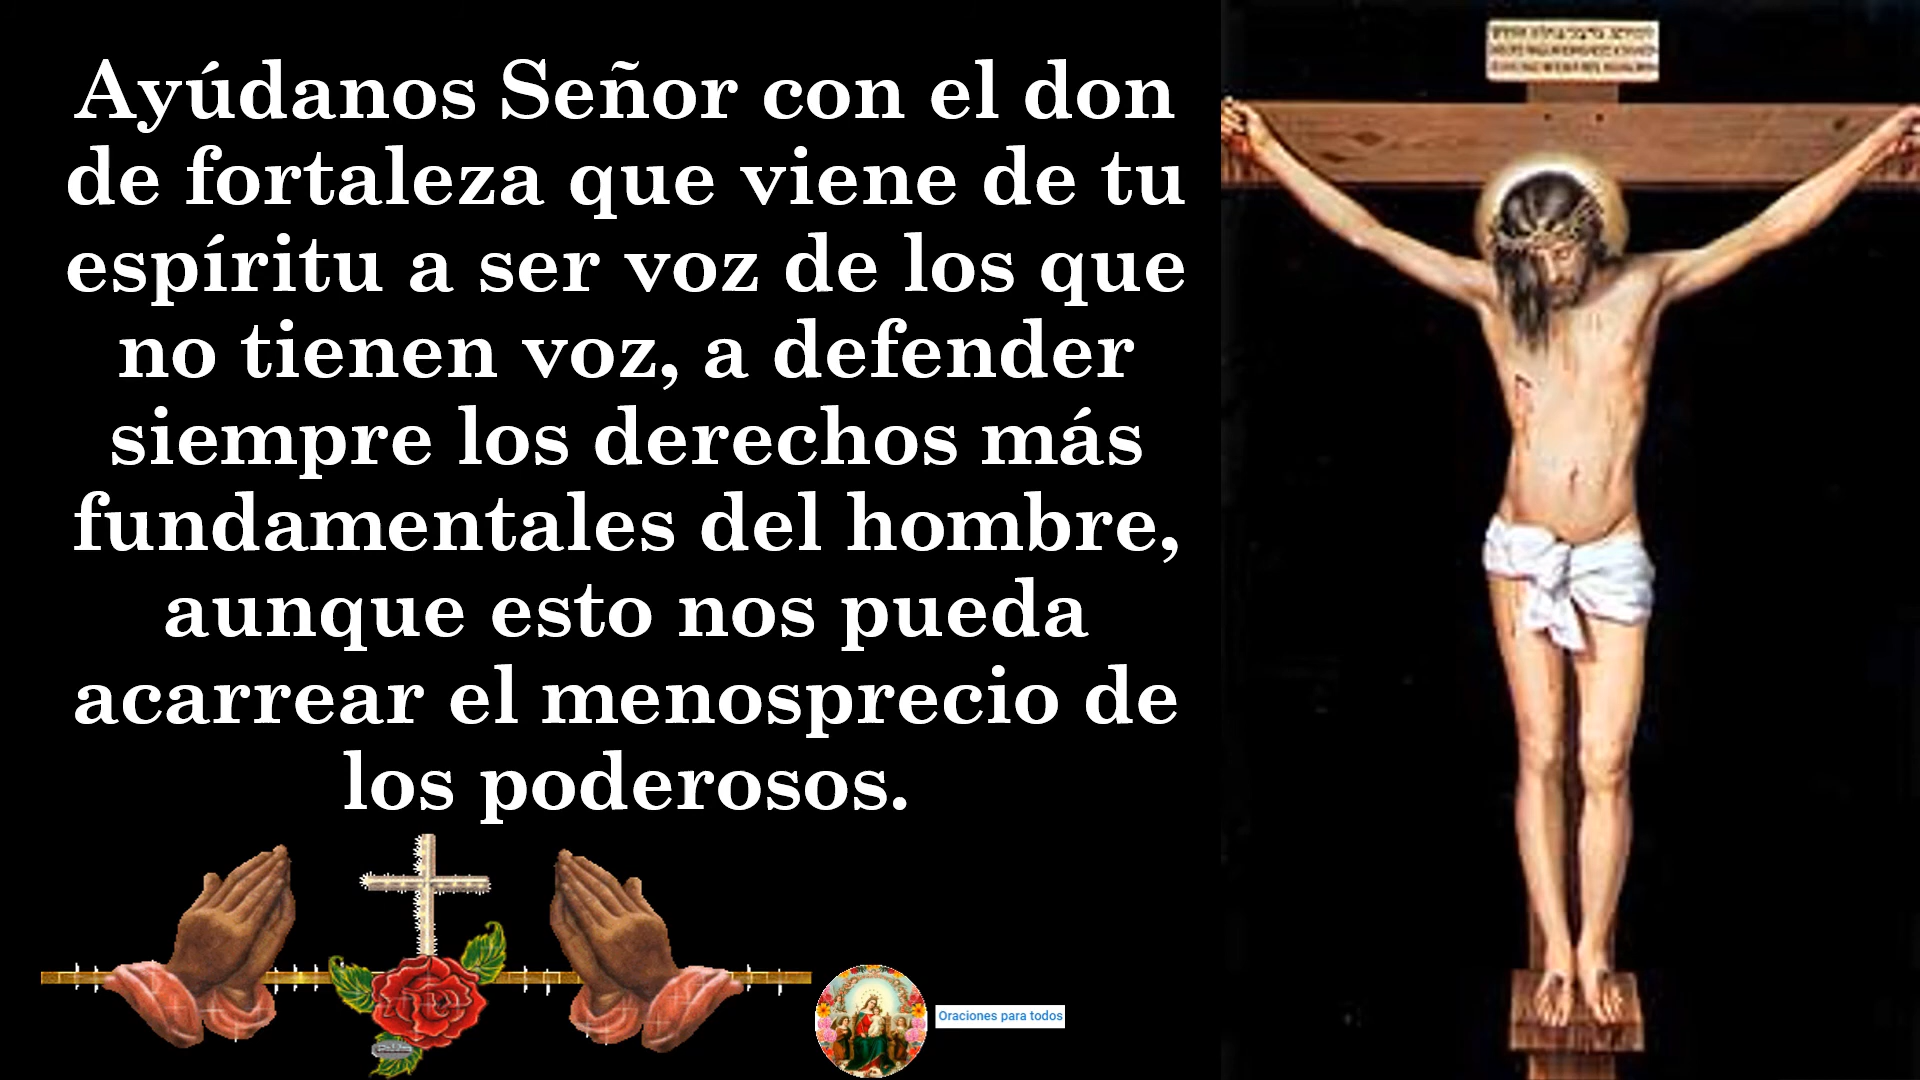 Ayúdanos Señor con el don
de fortaleza que viene de tu
espíritu a ser voz de los que
no tienen voz, a defender
siempre los derechos más
fundamentales del hombre,
aunque esto nos pueda
acarrear el menosprecio de
los poderosos.
Oraciones para todos